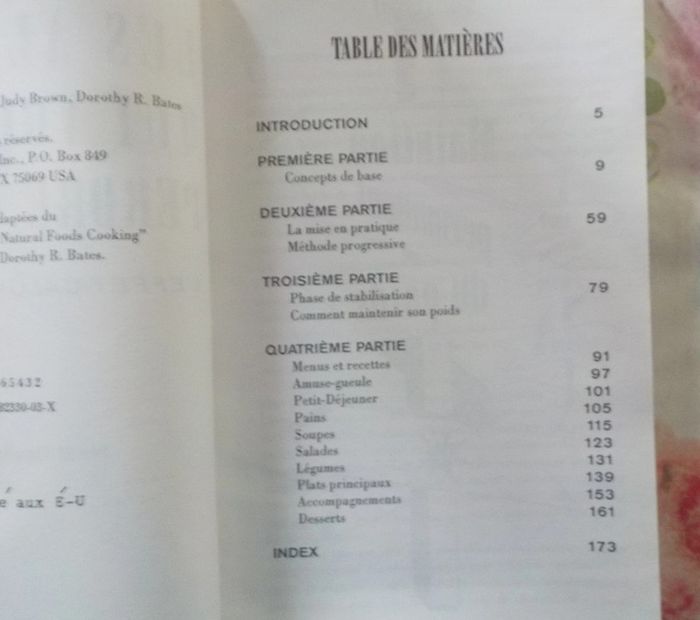 Judy Brown, Dorothy R. Bates
réservés.
Inc., P.O. Box 849
X 75069 USA
daptées du
Natural Foods Cooking"
Dorothy R. Bates.
65432
82330-03-X
é aux É-U
TABLE DES MATIÈRES
INTRODUCTION 5
PREMIÈRE PARTIE 9
Concepts de base
DEUXIÈME PARTIE 59
La mise en pratique
Méthode progressive
TROISIÈME PARTIE 79
Phase de stabilisation
Comment maintenir son poids
QUATRIÈME PARTIE
Menus et recettes 91
Amuse-gueule 97
Petit-Déjeuner 101
Pains 105
Soupes 115
Salades 123
Légumes 131
Plats principaux 139
Accompagnements 153
Desserts 161
INDEX 173